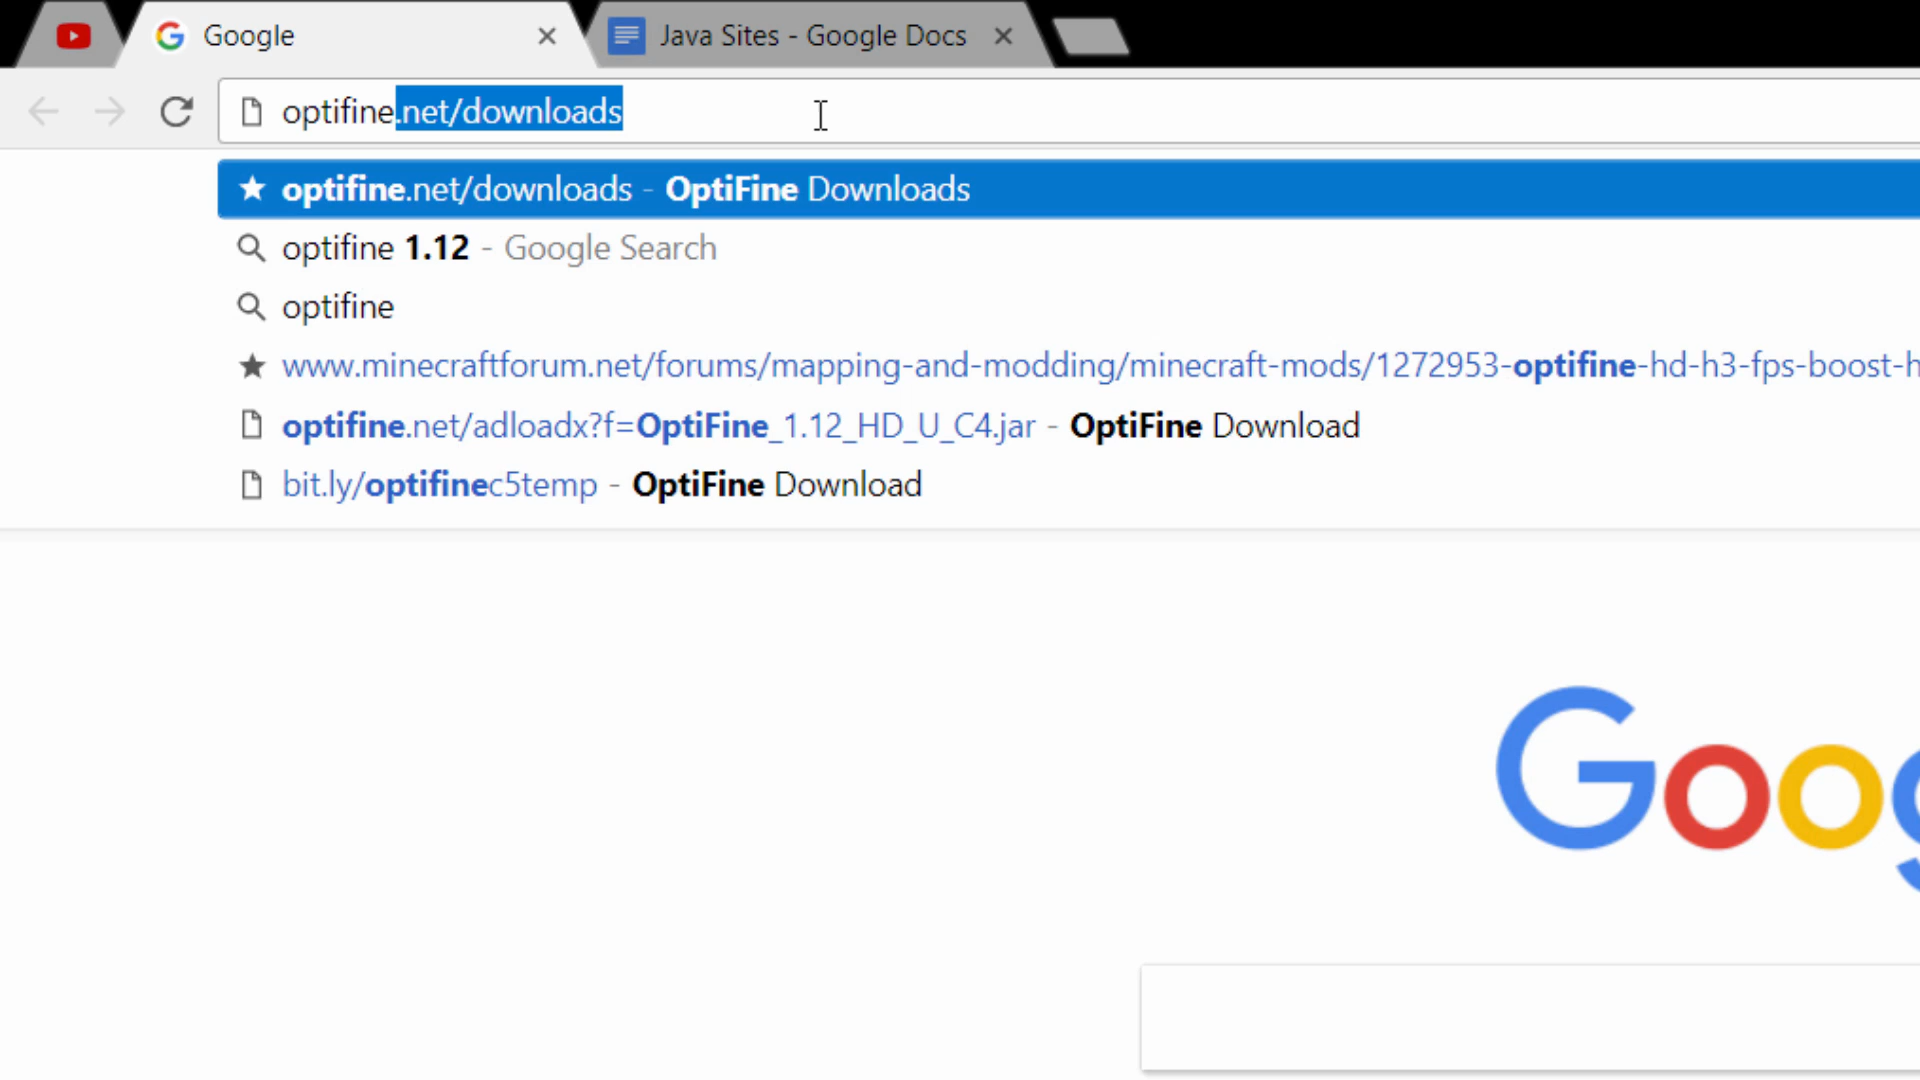 Google
Java Sites - Google Docs
optifine.net/downloads
optifine.net/downloads - OptiFine Downloads
optifine 1.12 - Google Search
optifine
www.minecraftforum.net/forums/mapping-and-modding/minecraft-mods/1272953-optifine-hd-h3-fps-boost-h
optifine.net/adloadx?f=OptiFine_1.12_HD_U_C4.jar - OptiFine Download
bit.ly/optifinec5temp - OptiFine Download
Goog